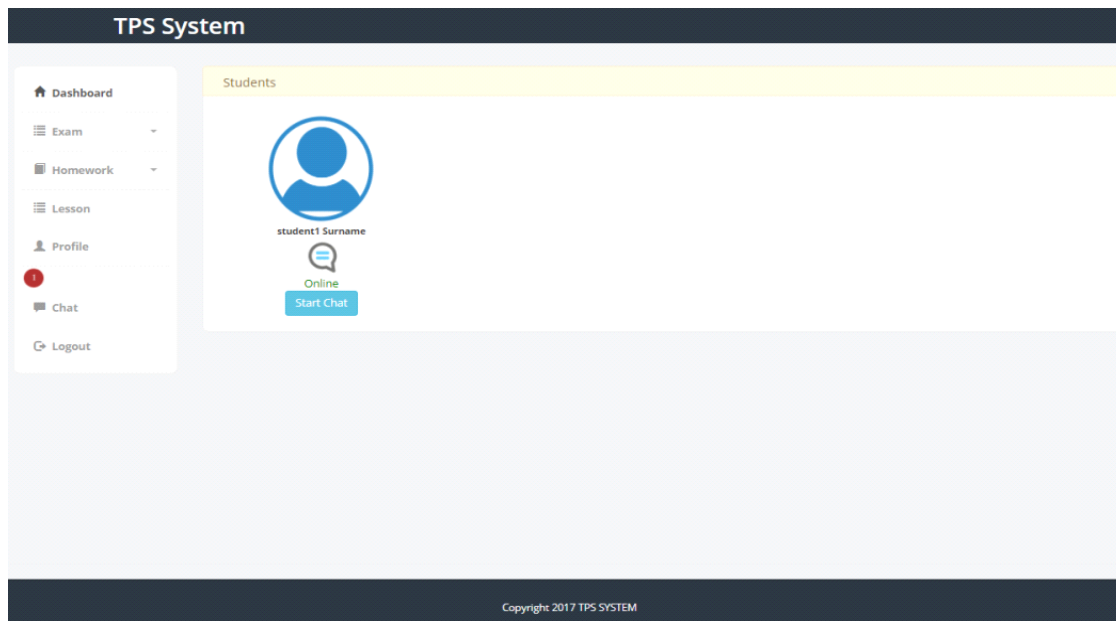 TPS System
Dashboard
Exam
Homework
Lesson
Profile
1
Chat
Logout
Students
student1 Surname
Online
Start Chat
Copyright 2017 TPS SYSTEM